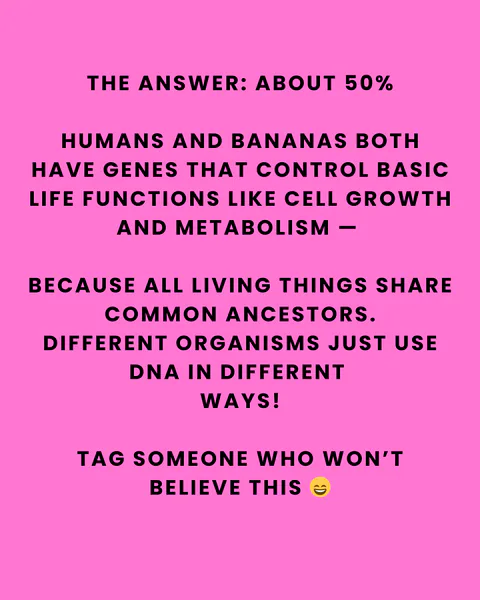 THE ANSWER: ABOUT 50%
HUMANS AND BANANAS BOTH
HAVE GENES THAT CONTROL BASIC
LIFE FUNCTIONS LIKE CELL GROWTH
AND METABOLISM —
BECAUSE ALL LIVING THINGS SHARE
COMMON ANCESTORS.
DIFFERENT ORGANISMS JUST USE
DNA IN DIFFERENT
WAYS!
TAG SOMEONE WHO WON’T
BELIEVE THIS 😄